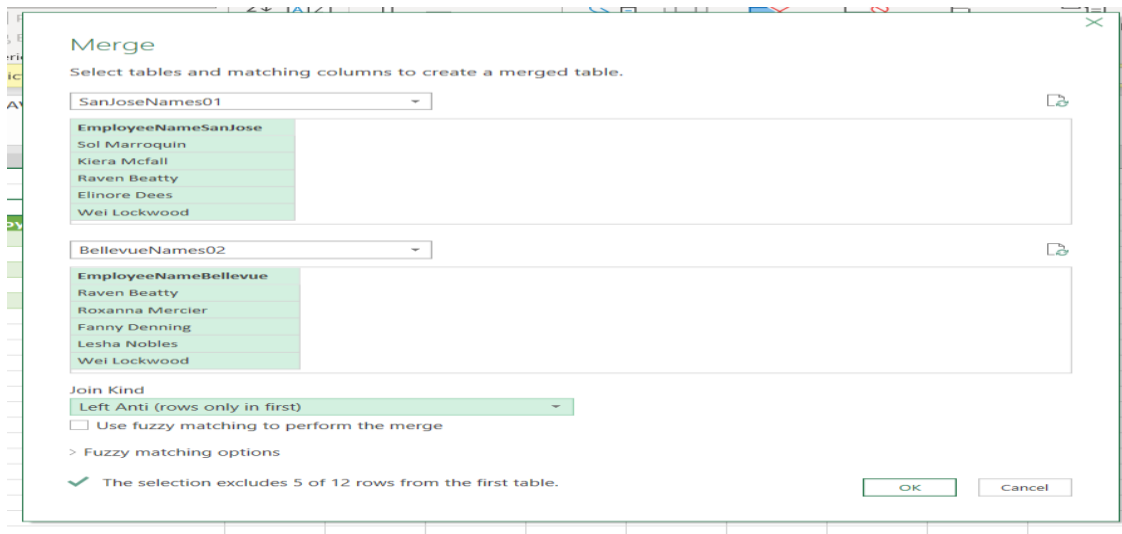 Merge
Select tables and matching columns to create a merged table.
SanJoseNames01
EmployeeNameSanJose
Sol Marroquin
Kiera Mcfall
Raven Beatty
Elinore Dees
Wei Lockwood
BellevueNames02
EmployeeNameBellevue
Raven Beatty
Roxanna Mercier
Fanny Denning
Lesha Nobles
Wei Lockwood
Join Kind
Left Anti (rows only in first)
Use fuzzy matching to perform the merge
> Fuzzy matching options
The selection excludes 5 of 12 rows from the first table.
OK
Cancel